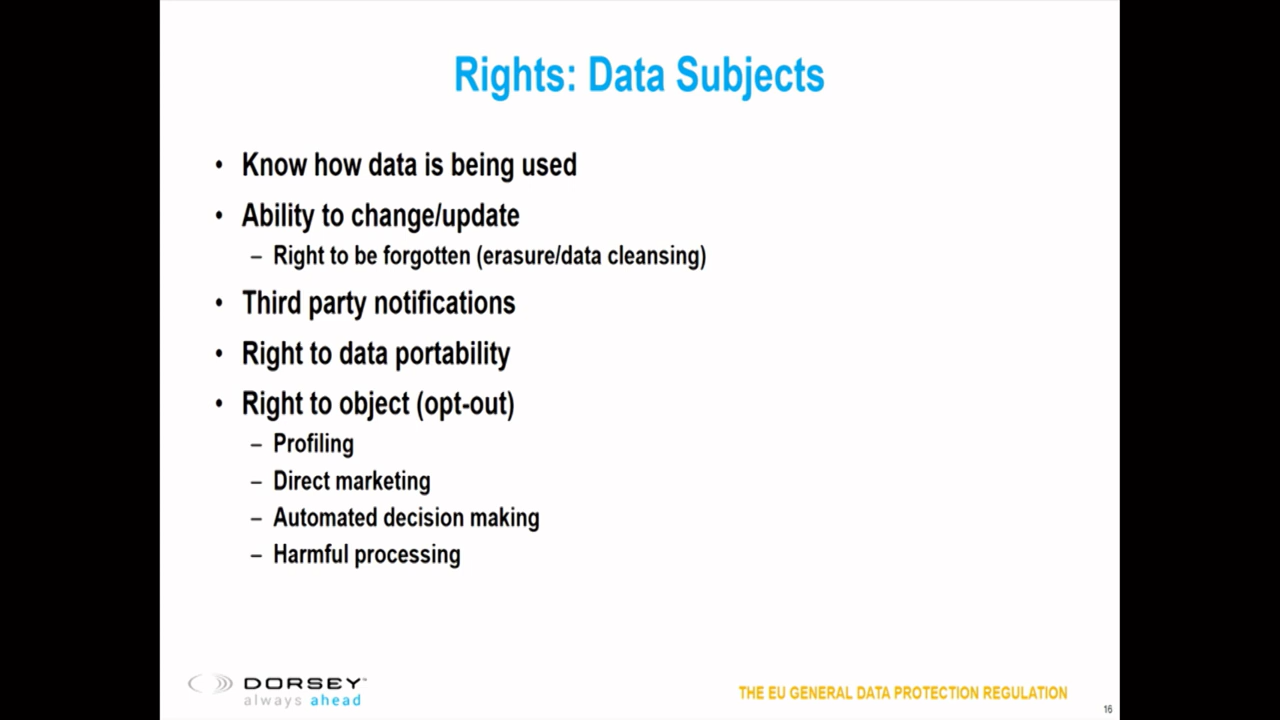 Rights: Data Subjects
• Know how data is being used
• Ability to change/update
– Right to be forgotten (erasure/data cleansing)
• Third party notifications
• Right to data portability
• Right to object (opt-out)
– Profiling
– Direct marketing
– Automated decision making
– Harmful processing
DORSEY™
always ahead
THE EU GENERAL DATA PROTECTION REGULATION
16